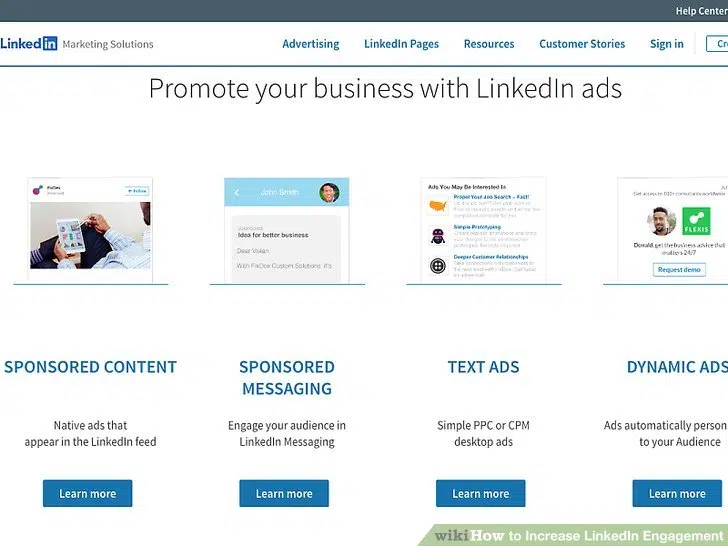 Help Center
Linked in Marketing Solutions
Advertising
LinkedIn Pages
Resources
Customer Stories
Sign in
Promote your business with LinkedIn ads
Follow
John Smith
Sponsored
Idea for better business
Dear Vivian
With FixDox Custom Solutions, it's
Ads You May Be Interested In
Propel Your Job Search – Fast!
Simple Prototyping
Deeper Customer Relationships
FLEXIS
Donald, get the business advice that
matters 24/7
Request demo
SPONSORED CONTENT
Native ads that
appear in the LinkedIn feed
Learn more
SPONSORED
MESSAGING
Engage your audience in
LinkedIn Messaging
Learn more
TEXT ADS
Simple PPC or CPM
desktop ads
Learn more
DYNAMIC ADS
Ads automatically person
to your Audience
Learn more
wikiHow to Increase LinkedIn Engagement